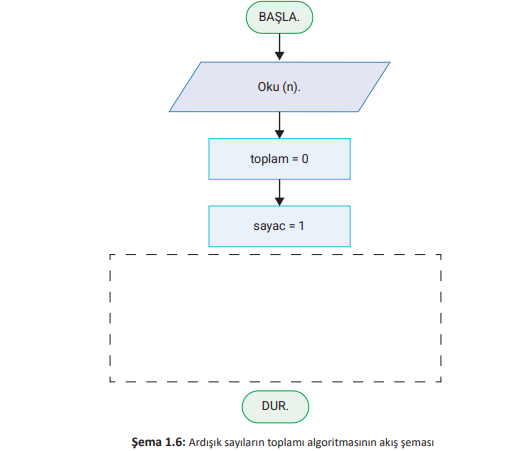 BAŞLA.
Oku (n).
toplam = 0
sayac = 1
DUR.
Şema 1.6: Ardışık sayıların toplamı algoritmasının akış şeması